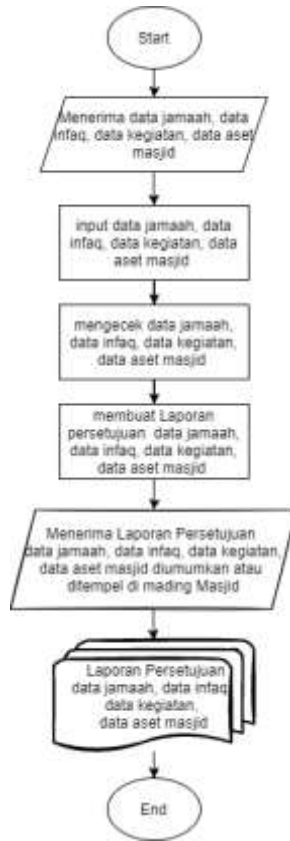 Start
Menerima data jamaah, data
infaq, data kegiatan, data aset
masjid
input data jamaah, data
infaq, data kegiatan, data
aset masjid
mengecek data jamaah,
data infaq, data kegiatan,
data aset masjid
membuat Laporan
persetujuan data jamaah,
data infaq, data kegiatan,
data aset masjid
Menerima Laporan Persetujuan
data jamaah, data infaq, data kegiatan,
data aset masjid diumumkan atau
ditempel di mading Masjid
Laporan Persetujuan
data jamaah, data infaq
data kegiatan,
data aset masjid
End